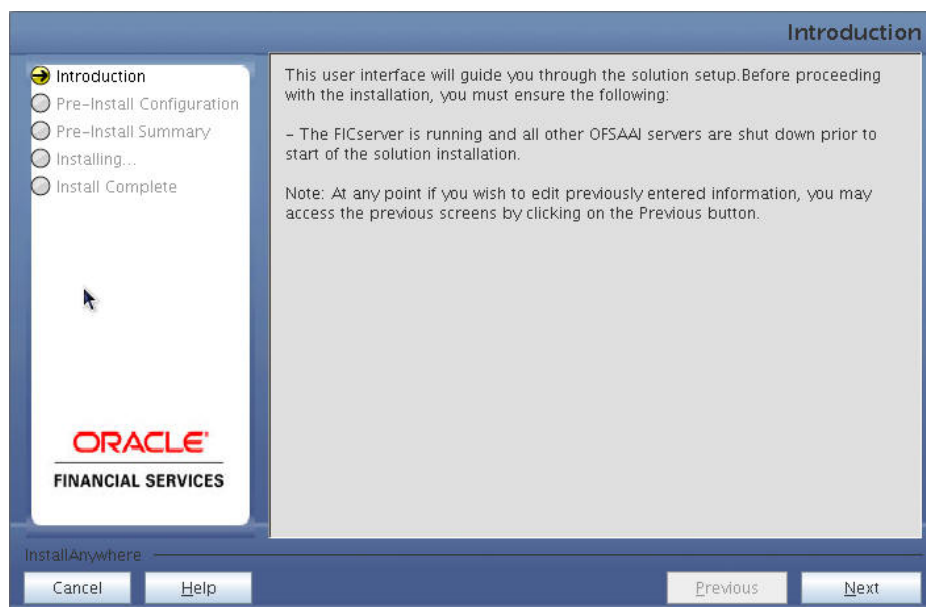 Introduction
Introduction
Pre-Install Configuration
Pre-Install Summary
Installing...
Install Complete
This user interface will guide you through the solution setup.Before proceeding
with the installation, you must ensure the following:
- The FICserver is running and all other OFSAAI servers are shut down prior to
start of the solution installation.
Note: At any point if you wish to edit previously entered information, you may
access the previous screens by clicking on the Previous button.
ORACLE
FINANCIAL SERVICES
InstallAnywhere
Cancel
Help
Previous
Next